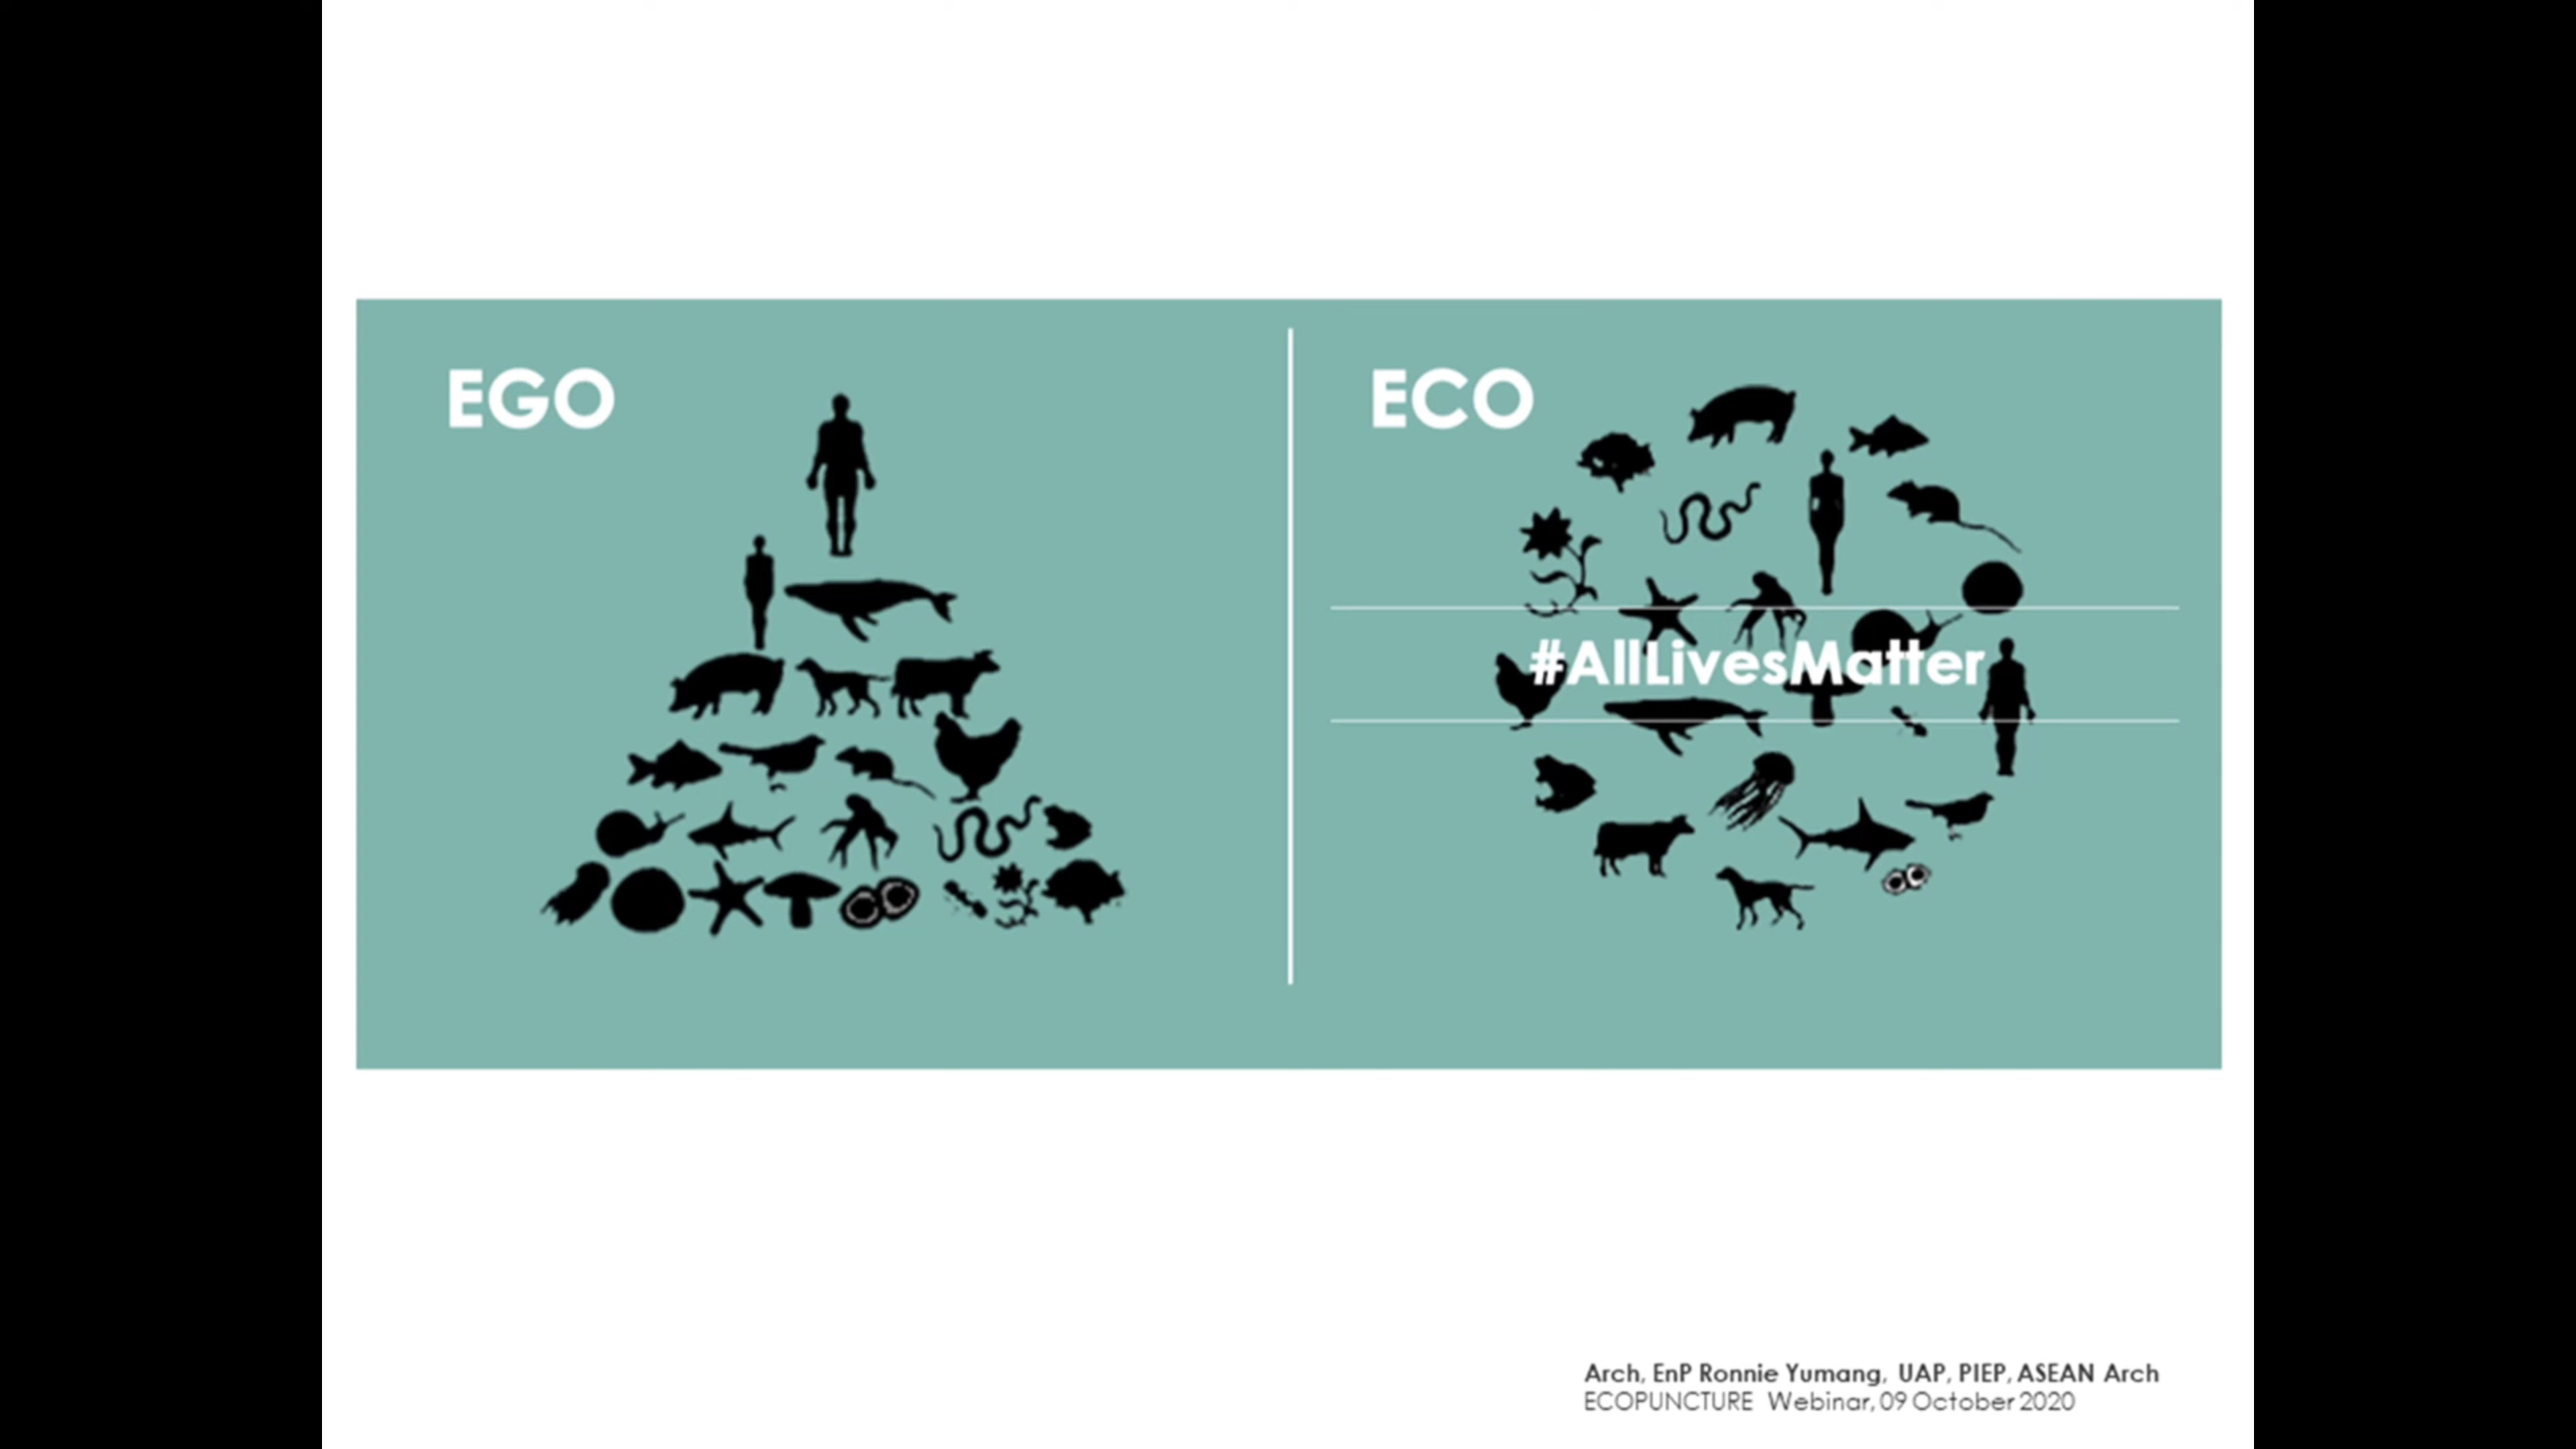 EGO
ECO
#AllLivesMatter
Arch, EnP Ronnie Yumang, UAP, PIEP, ASEAN Arch
ECOPUNCTURE Webinar, 09 October 2020